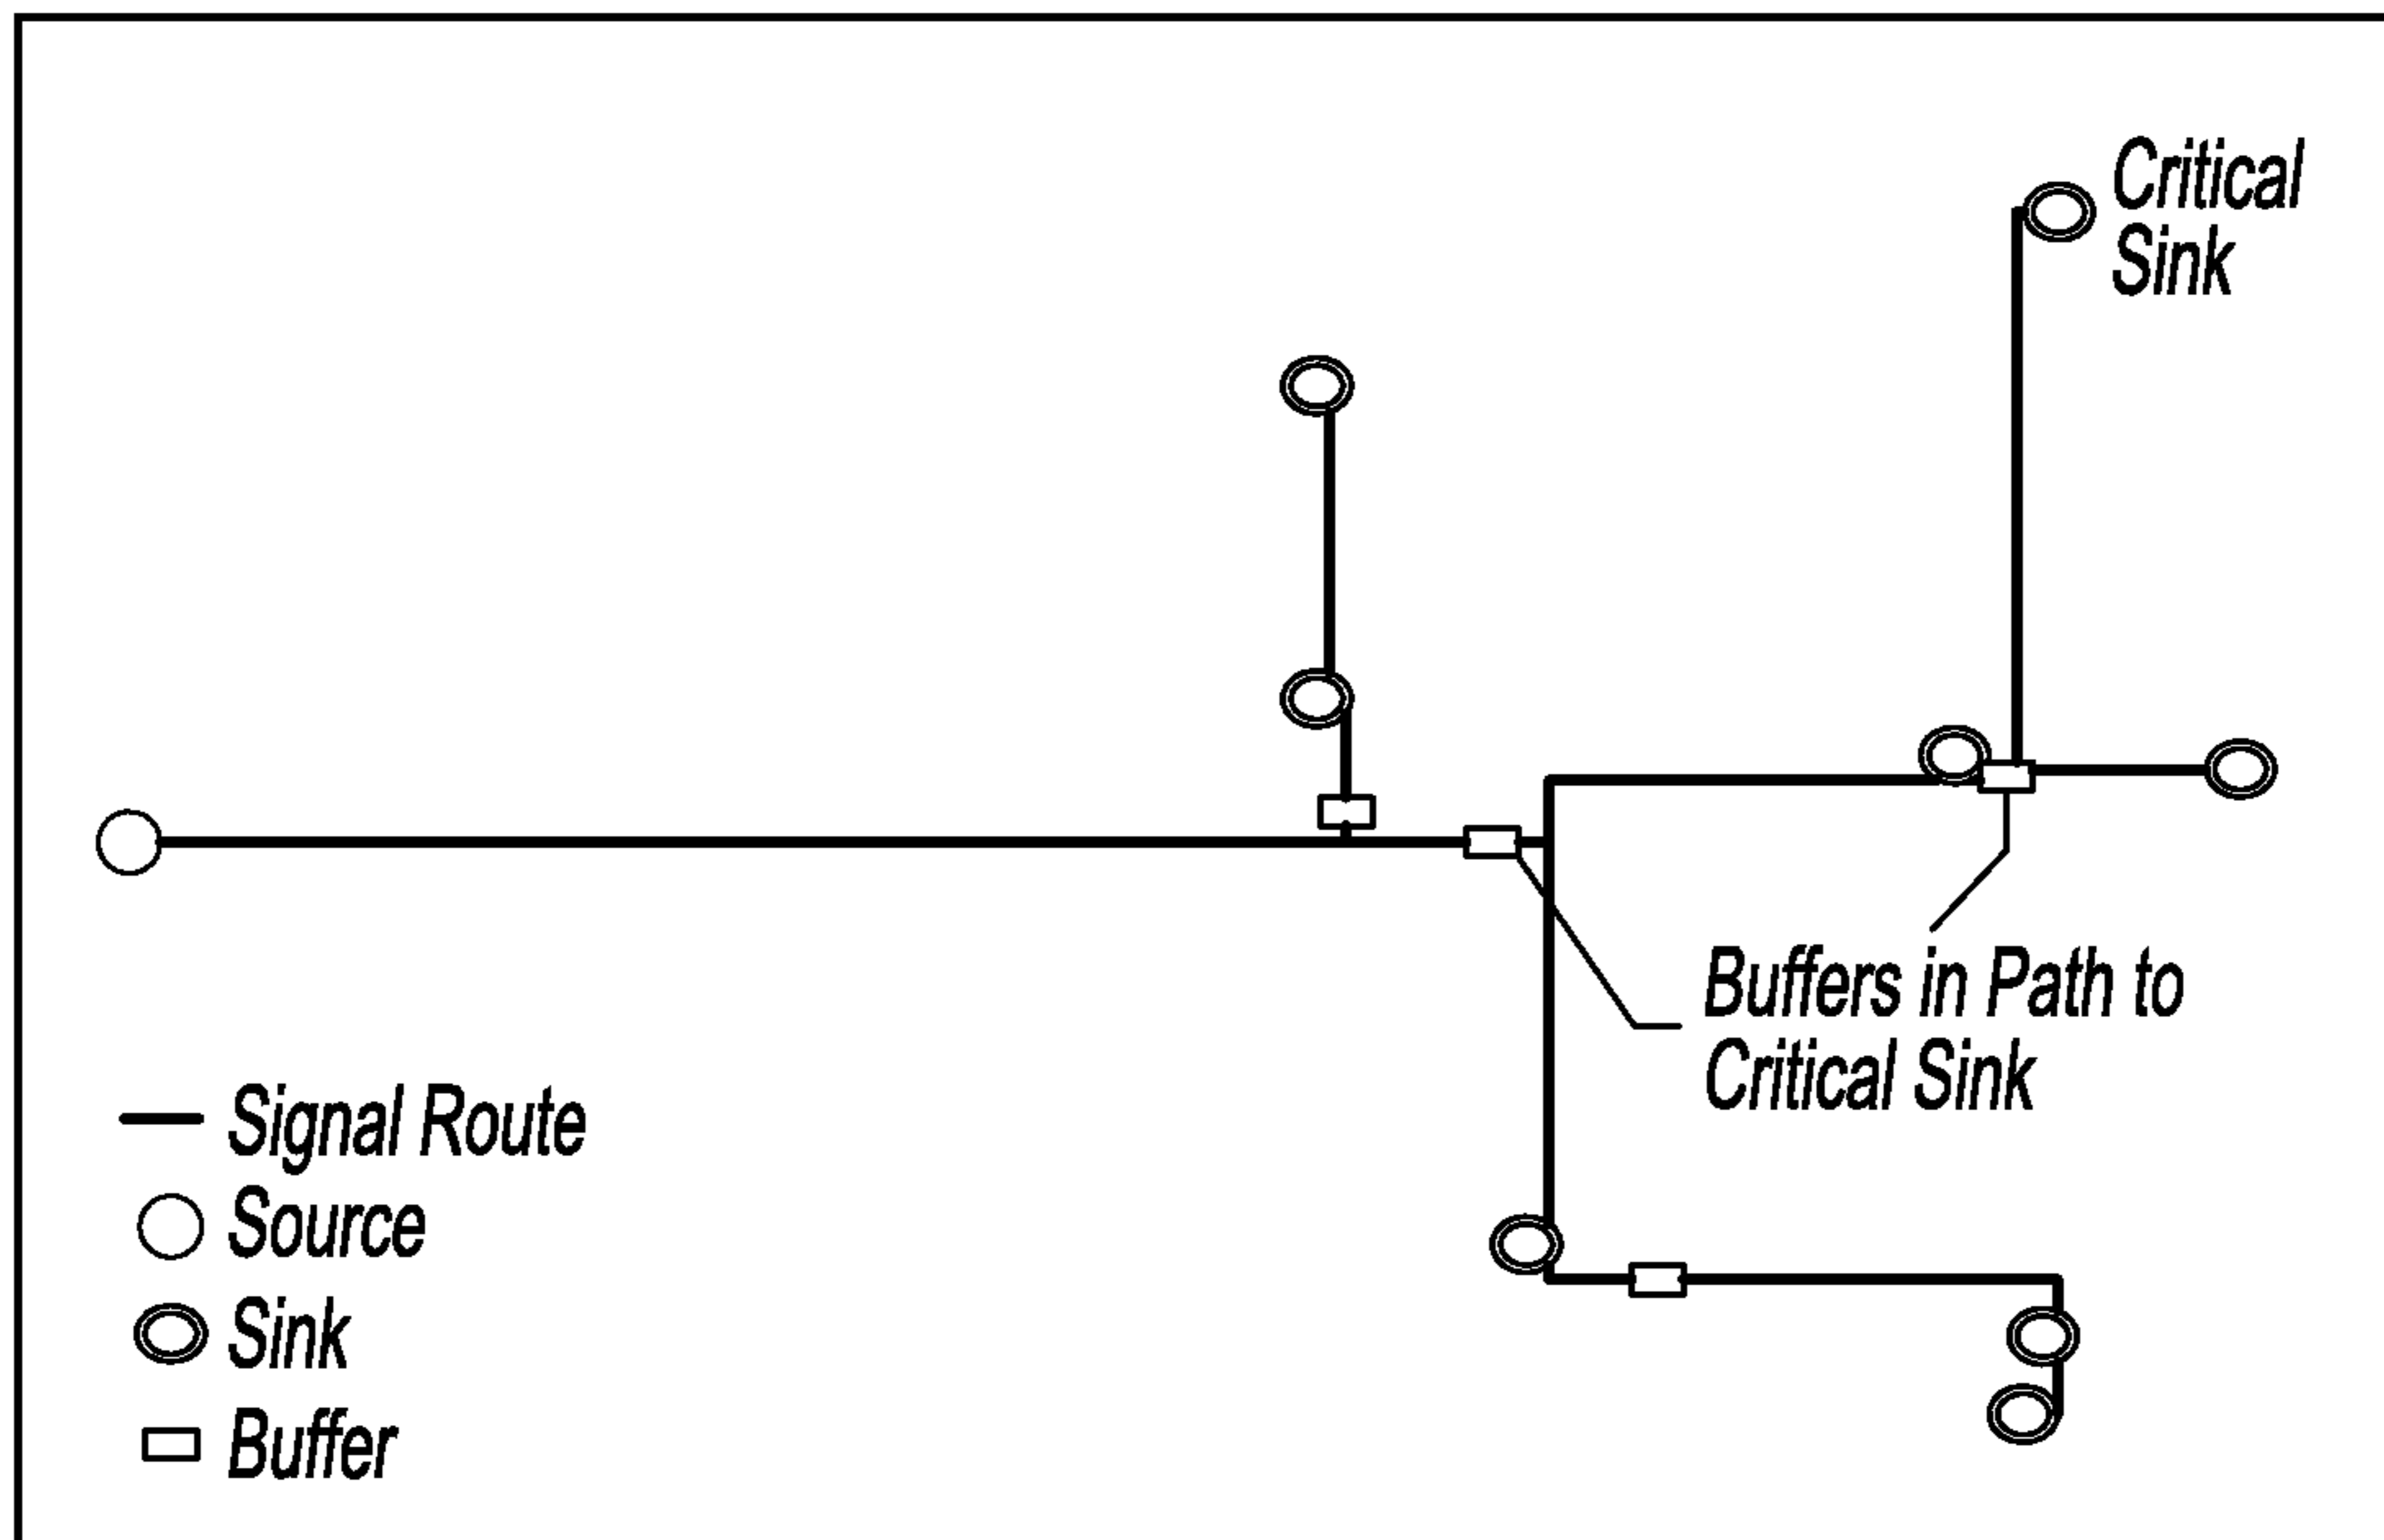 Critical
Sink
Buffers in Path to
Critical Sink
Signal Route
Source
Sink
Buffer